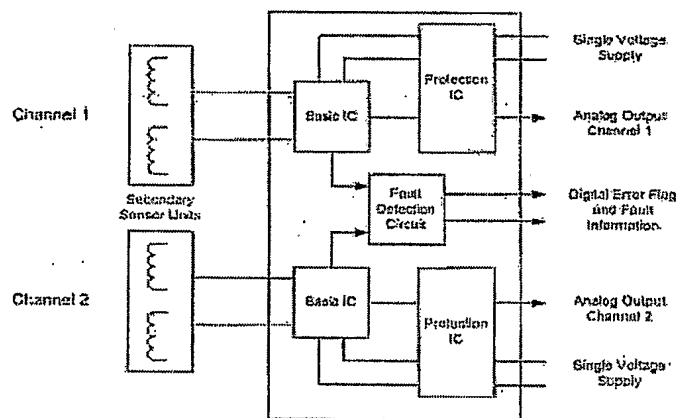 Channel 1
Secondary
Sensor Units
Channel 2
Basic IC
Protection
IC
Fault
Detection
Circuit
Basic IC
Protection
IC
Single Voltage
Supply
Analog Output
Channel 1
Digital Error Flag
and Fault
Information
Analog Output
Channel 2
Single Voltage
Supply